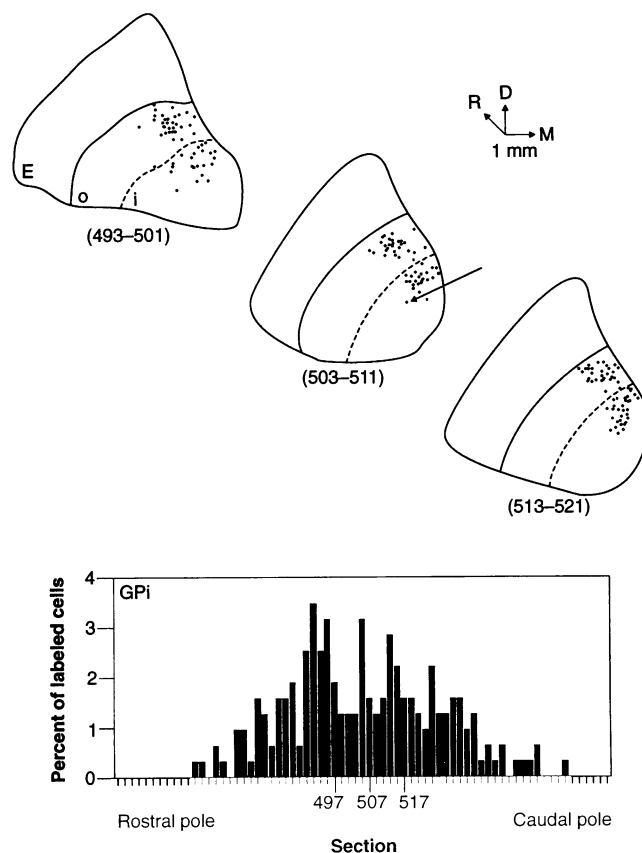 D
R
M
1 mm
E
o
i
(493–501)
(503–511)
(513–521)
4
GPi
3
2
1
0
Percent of labeled cells
497 507 517
Rostral pole
Caudal pole
Section